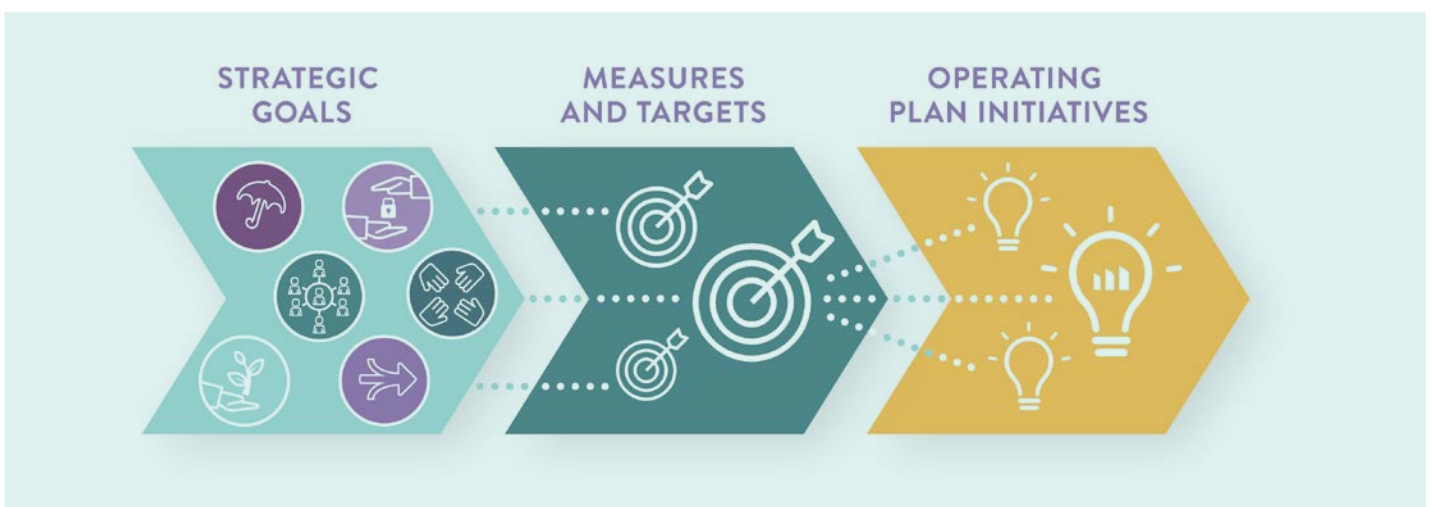 STRATEGIC
GOALS
MEASURES
AND TARGETS
OPERATING
PLAN INITIATIVES